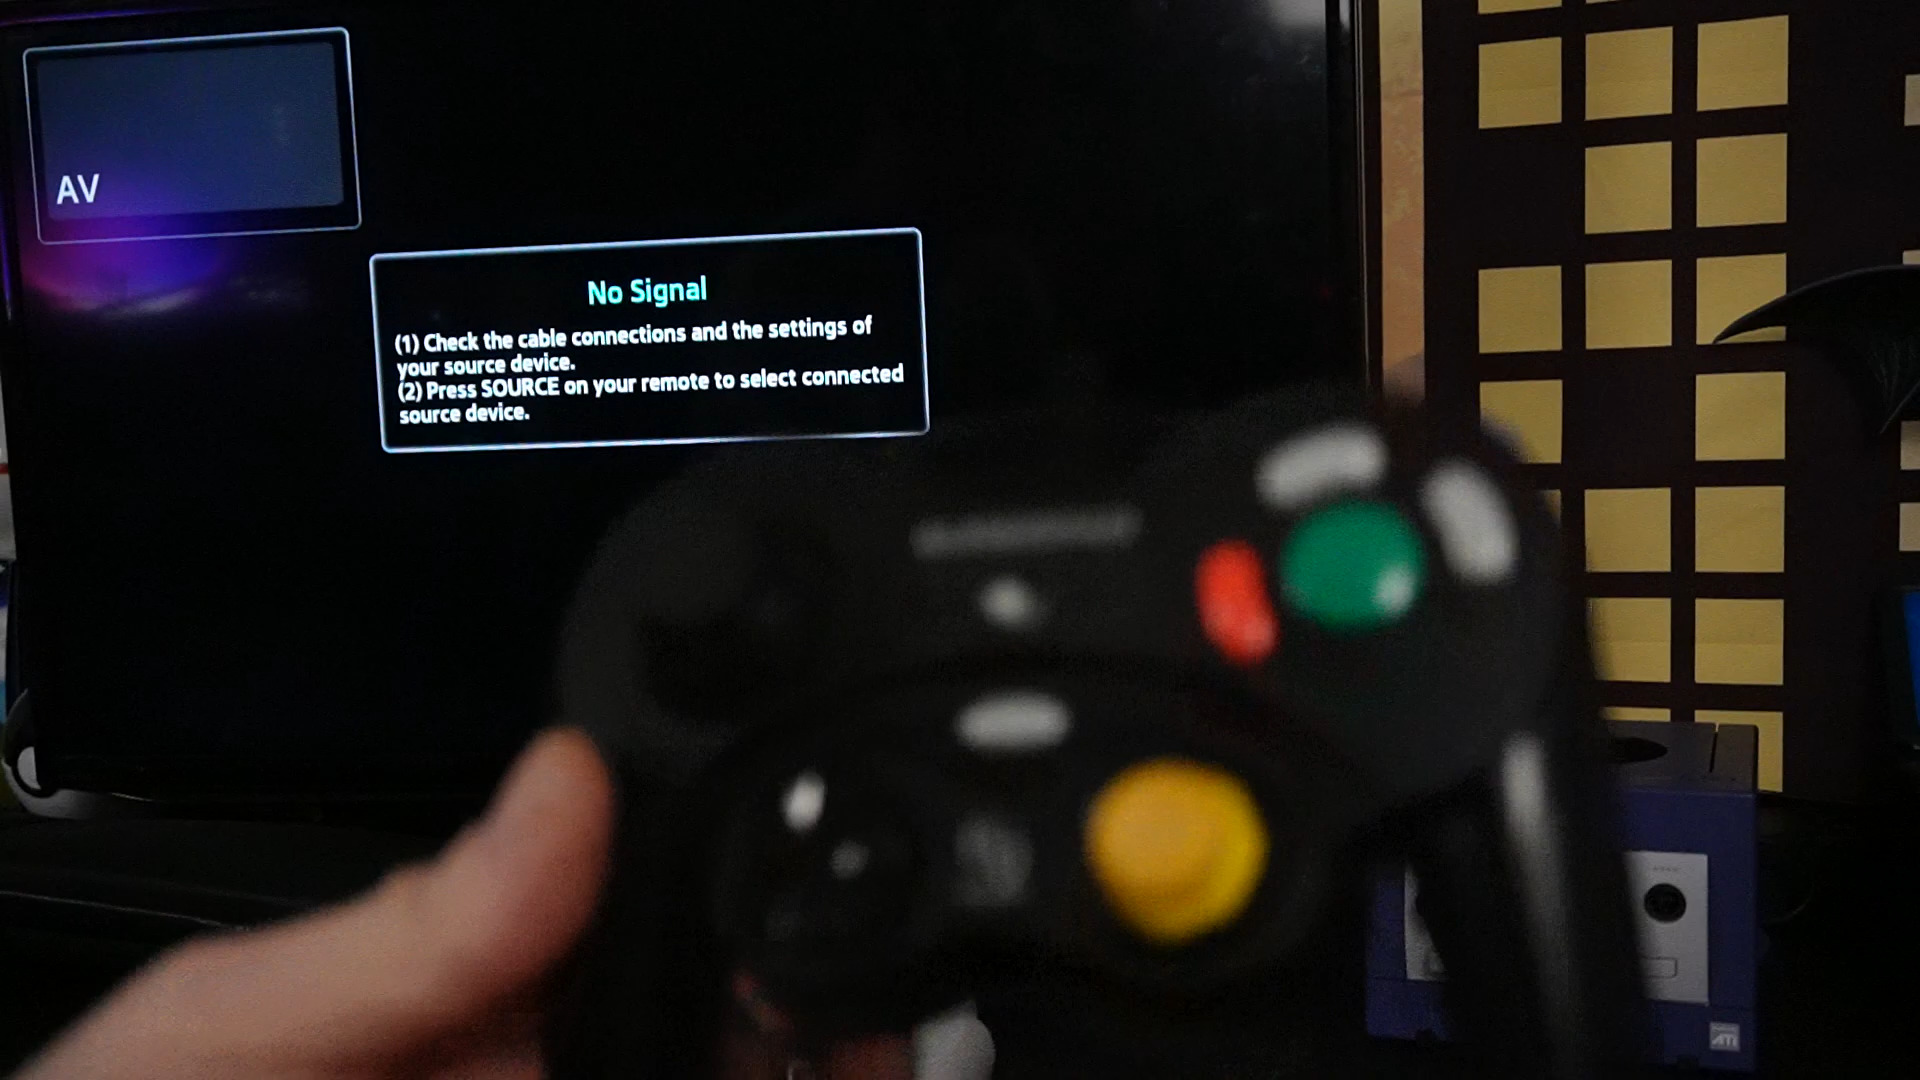 AV
No Signal
(1) Check the cable connections and the settings of
your source device.
(2) Press SOURCE on your remote to select connected
source device.
ATI